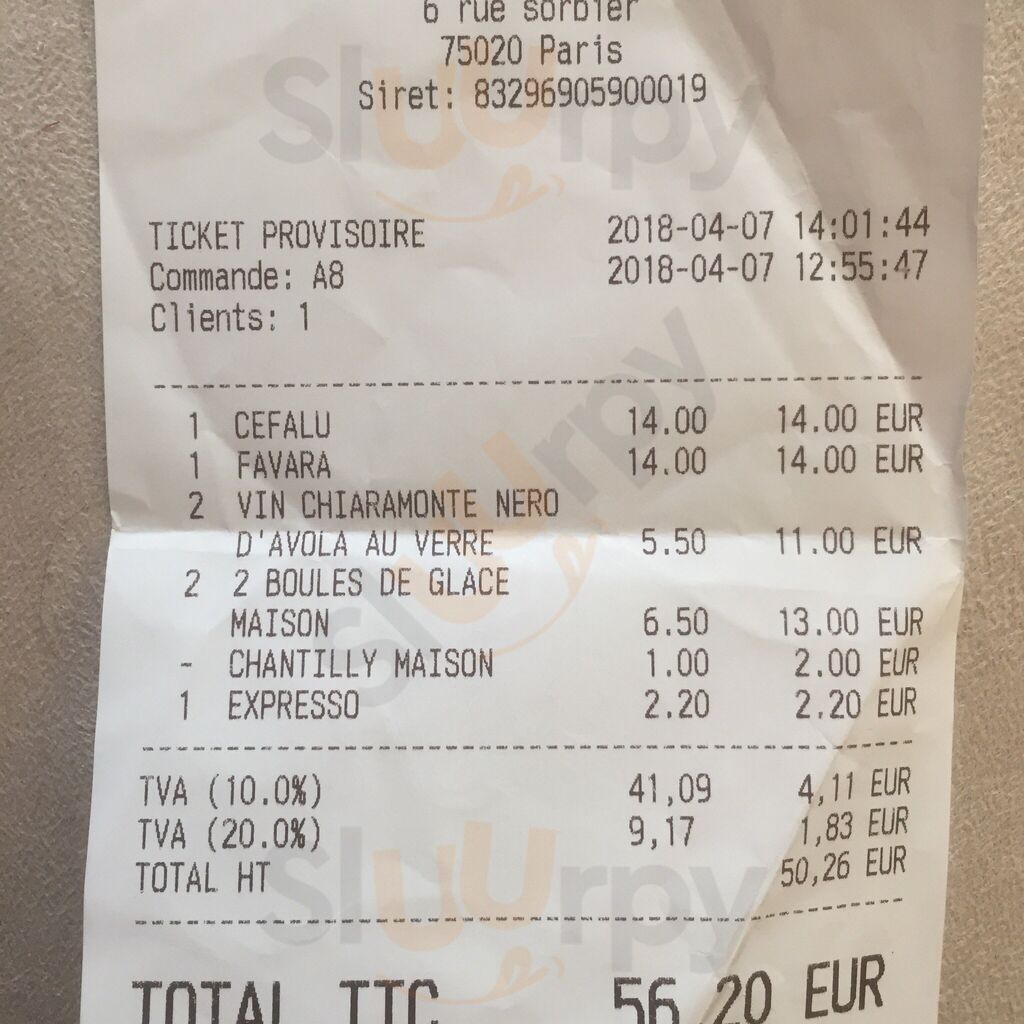 6 rue sorbier
75020 Paris
Siret: 83296905900019
TICKET PROVISOIRE 2018-04-07 14:01:44
Commande: A8 2018-04-07 12:55:47
Clients: 1
1 CEFALU 14.00 14.00 EUR
1 FAVARA 14.00 14.00 EUR
2 VIN CHIARAMONTE NERO
D'AVOLA AU VERRE 5.50 11.00 EUR
2 2 BOULES DE GLACE
MAISON 6.50 13.00 EUR
- CHANTILLY MAISON 1.00 2.00 EUR
1 EXPRESSO 2.20 2.20 EUR
TVA (10.0%) 41,09 4,11 EUR
TVA (20.0%) 9,17 1,83 EUR
TOTAL HT 50,26 EUR
TOTAL TTC 56,20 EUR
Sluurpy
Sluurpy
Sluurpy